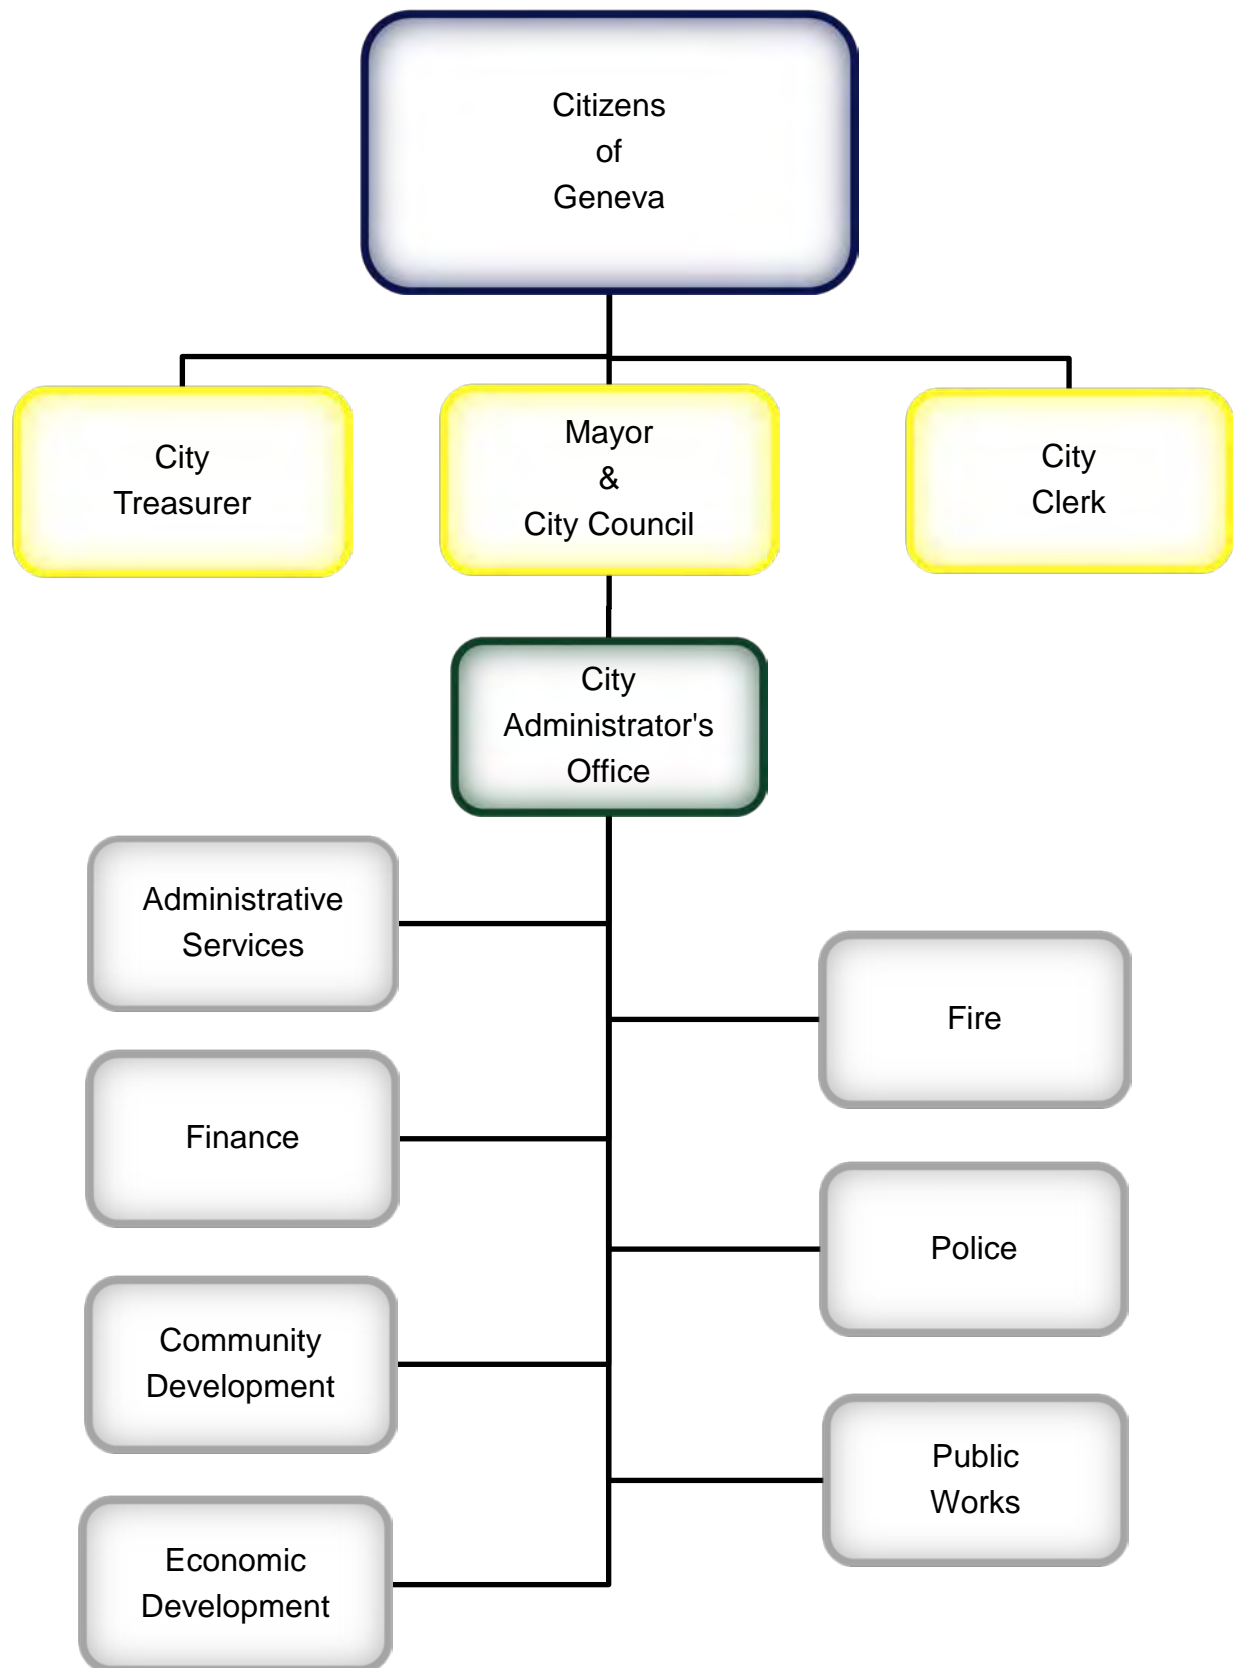 Citizens
of
Geneva
City
Treasurer
Mayor
&
City Council
City
Clerk
City
Administrator's
Office
Administrative
Services
Fire
Finance
Police
Community
Development
Public
Works
Economic
Development